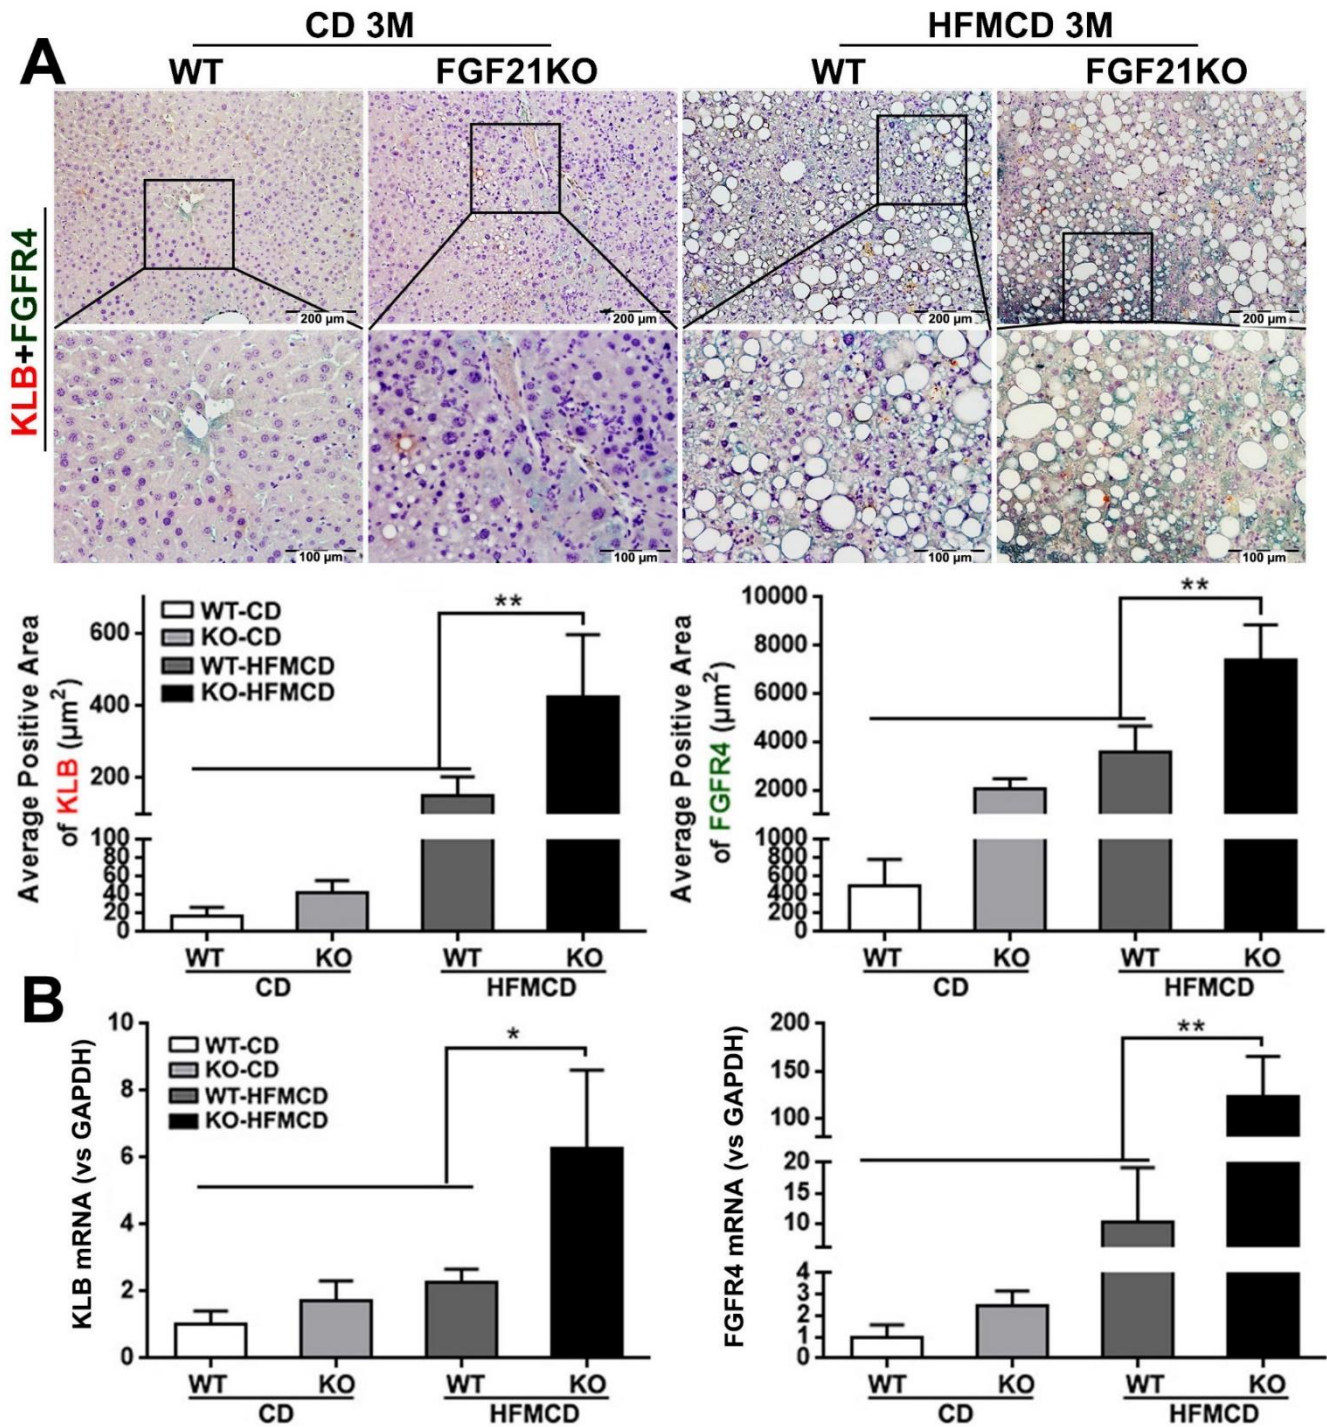 CD 3M HFMCD 3M
A WT FGF21KO WT FGF21KO
KLB+FGFR4
200 µm 200 µm 200 µm 200 µm
100 µm 100 µm 100 µm 100 µm
Average Positive Area
of KLB (µm²)
600
400
200
100
80
60
40
20
0
WT-CD
KO-CD
WT-HFMCD
KO-HFMCD
**
WT KO WT KO
CD HFMCD
Average Positive Area
of FGFR4 (µm²)
10000
8000
6000
4000
2000
1000
800
600
400
200
0
**
WT KO WT KO
CD HFMCD
B
KLB mRNA (vs GAPDH)
10
8
6
4
2
0
WT-CD
KO-CD
WT-HFMCD
KO-HFMCD
*
WT KO WT KO
CD HFMCD
FGFR4 mRNA (vs GAPDH)
200
150
100
20
15
10
4
3
2
1
0
**
WT KO WT KO
CD HFMCD